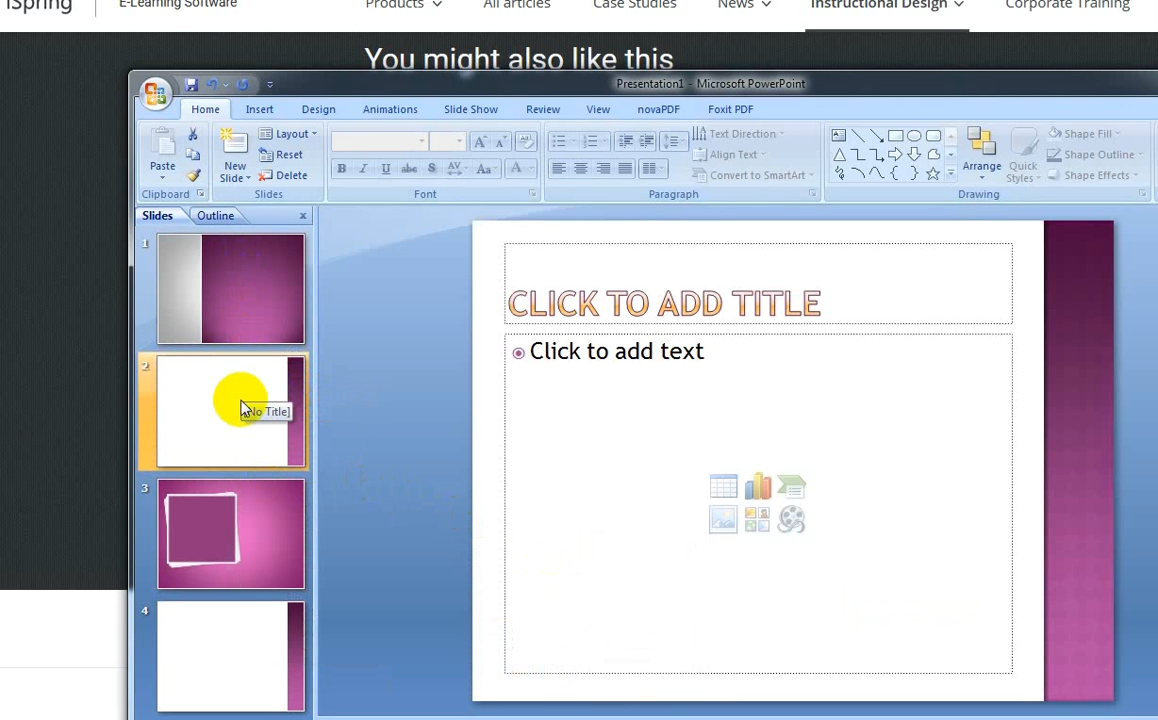 iSpring
E-Learning Software
Products
All articles
Case Studies
News
Instructional Design
Corporate Training
You might also like this
Presentation1 - Microsoft PowerPoint
Home
Insert
Design
Animations
Slide Show
Review
View
novaPDF
Foxit PDF
Paste
New
Slide
Layout
Reset
Delete
B I U abc S AV Aa A
Text Direction
Align Text
Convert to SmartArt
Arrange
Quick
Styles
Shape Fill
Shape Outline
Shape Effects
Clipboard
Slides
Font
Paragraph
Drawing
Slides
Outline
1
2
No Title]
3
4
CLICK TO ADD TITLE
Click to add text